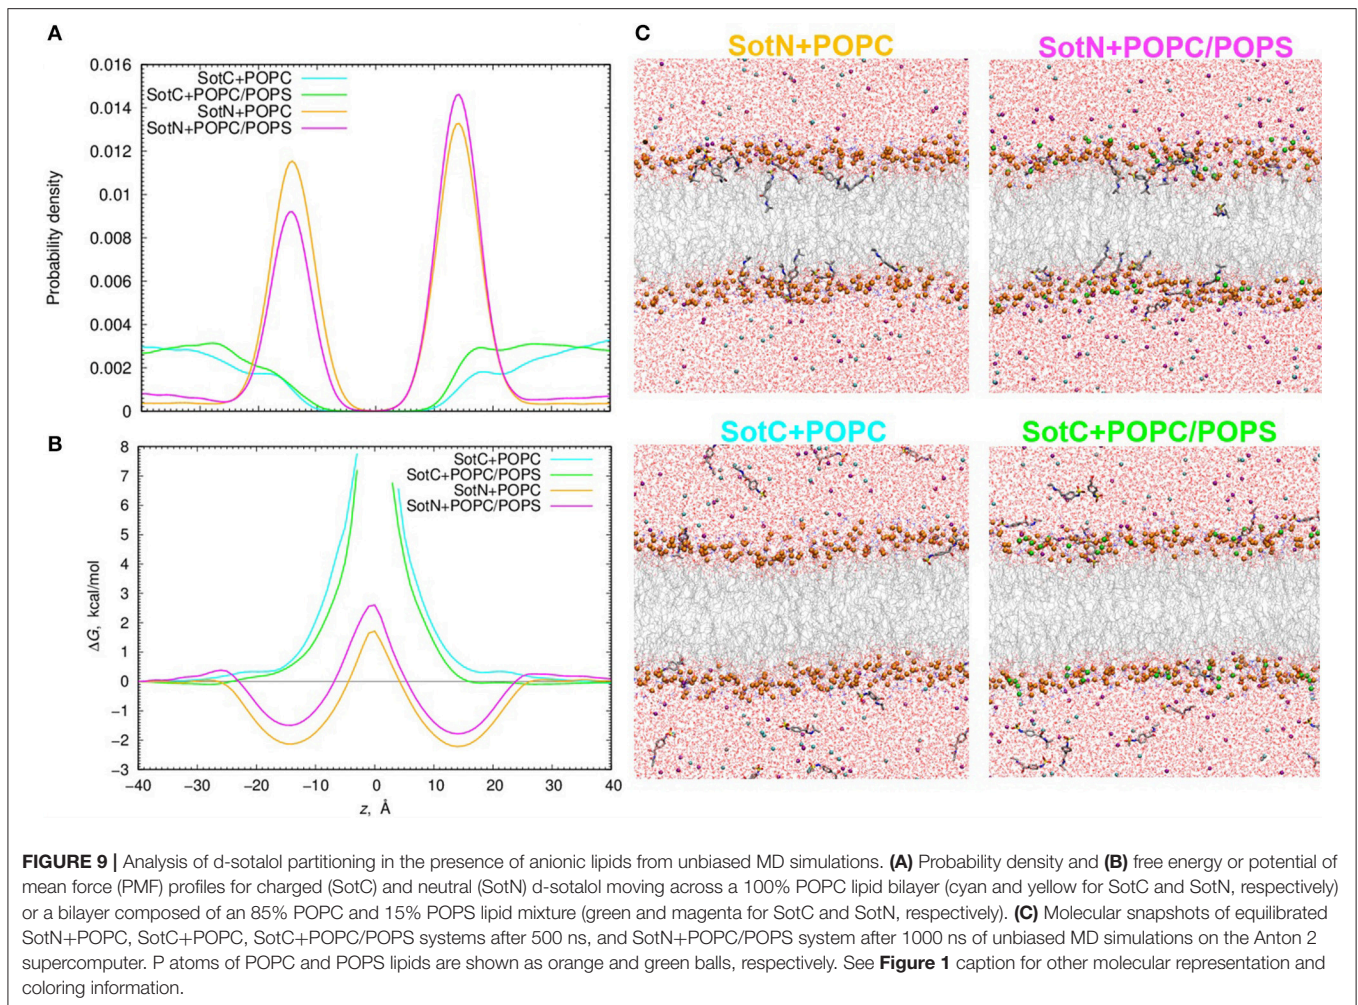 A
0.016
0.014
0.012
0.01
0.008
0.006
0.004
0.002
0
Probability density
SotC+POPC
SotC+POPC/POPS
SotN+POPC
SotN+POPC/POPS
B
8
7
6
5
4
3
2
1
0
−1
−2
−3
ΔG, kcal/mol
SotC+POPC
SotC+POPC/POPS
SotN+POPC
SotN+POPC/POPS
−40 −30 −20 −10 0 10 20 30 40
z, Å
C
SotN+POPC
SotN+POPC/POPS
SotC+POPC
SotC+POPC/POPS
FIGURE 9 | Analysis of d-sotalol partitioning in the presence of anionic lipids from unbiased MD simulations. (A) Probability density and (B) free energy or potential of
mean force (PMF) profiles for charged (SotC) and neutral (SotN) d-sotalol moving across a 100% POPC lipid bilayer (cyan and yellow for SotC and SotN, respectively)
or a bilayer composed of an 85% POPC and 15% POPS lipid mixture (green and magenta for SotC and SotN, respectively). (C) Molecular snapshots of equilibrated
SotN+POPC, SotC+POPC, SotC+POPC/POPS systems after 500 ns, and SotN+POPC/POPS system after 1000 ns of unbiased MD simulations on the Anton 2
supercomputer. P atoms of POPC and POPS lipids are shown as orange and green balls, respectively. See Figure 1 caption for other molecular representation and
coloring information.